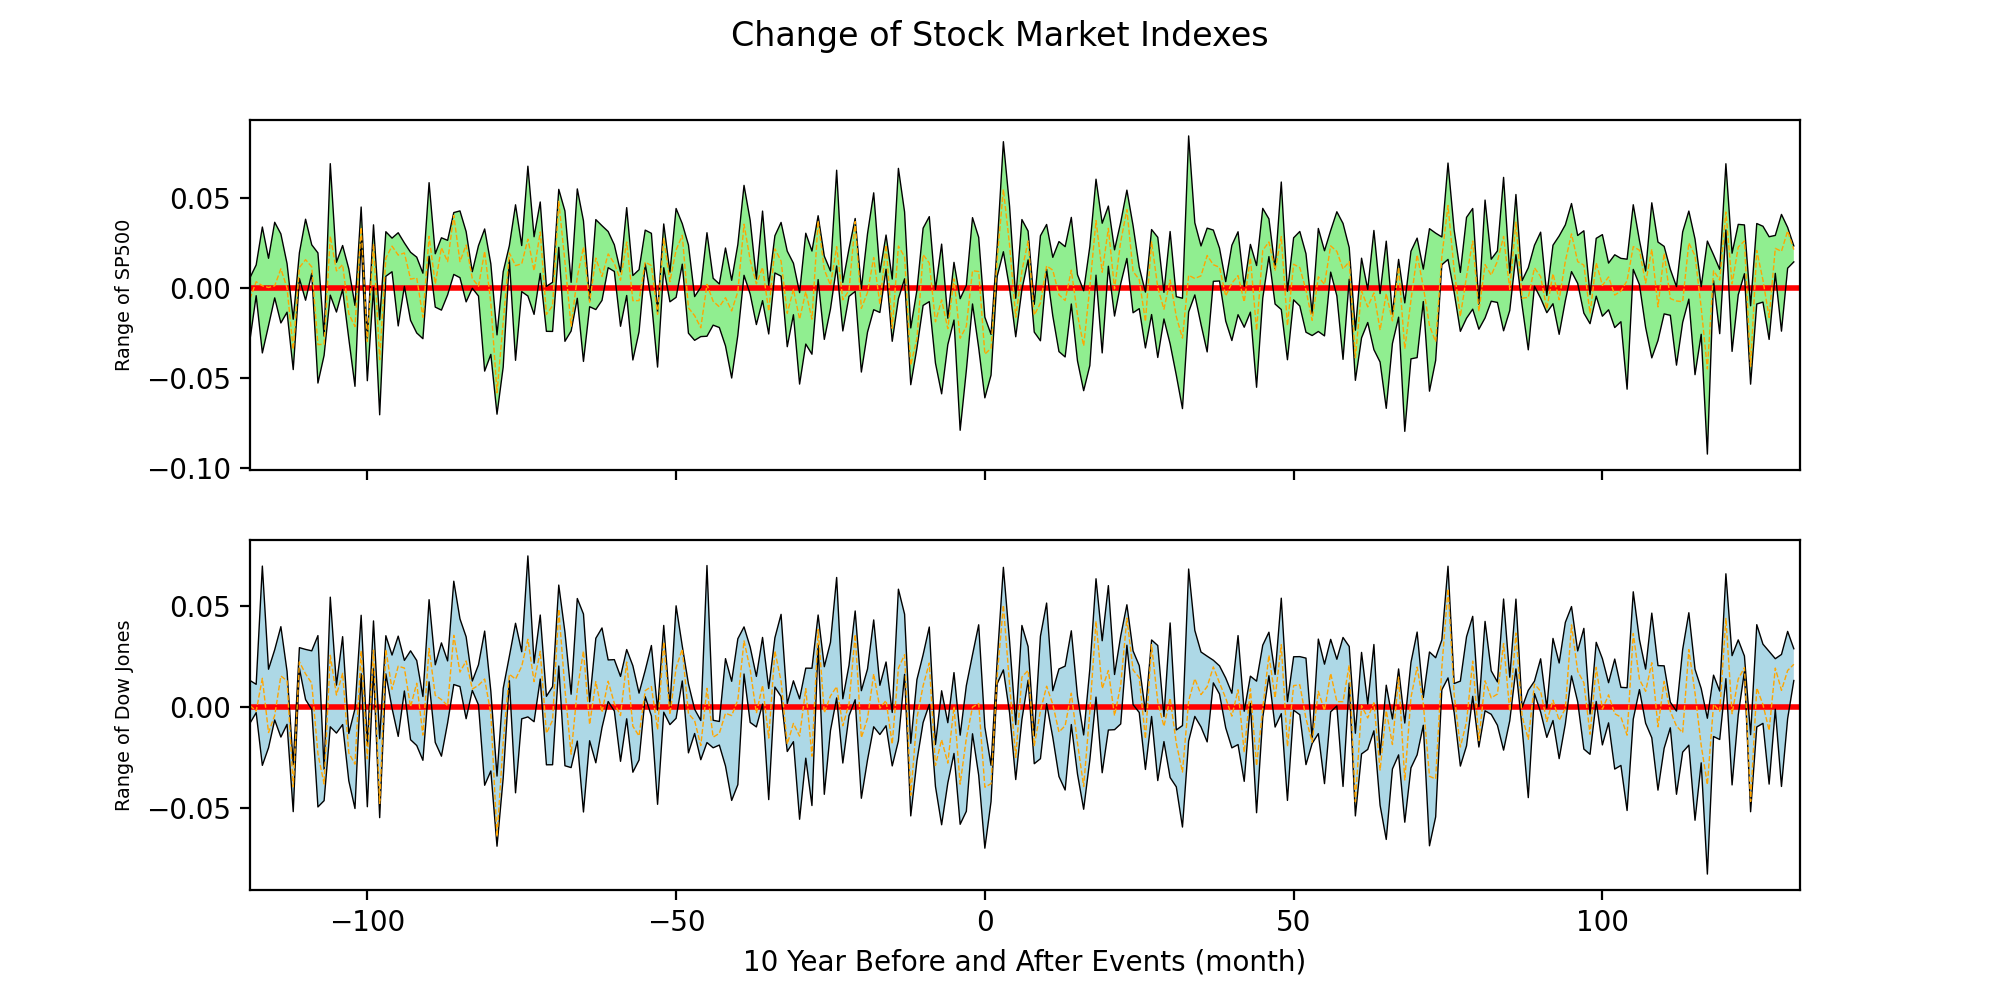 Change of Stock Market Indexes
Range of SP500
0.05
0.00
−0.05
−0.10
Range of Dow Jones
0.05
0.00
−0.05
−100 −50 0 50 100
10 Year Before and After Events (month)